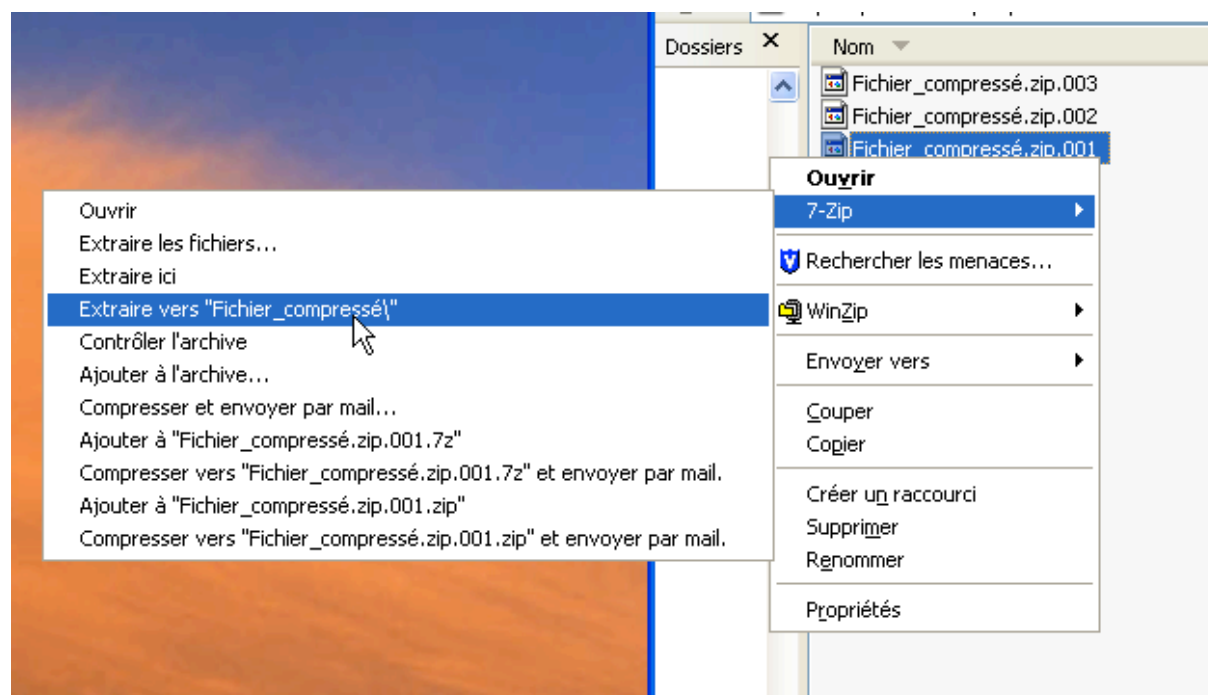 Dossiers
Nom
Fichier_compressé.zip.003
Fichier_compressé.zip.002
Fichier_compressé.zip.001
Ouvrir
7-Zip
Rechercher les menaces...
WinZip
Envoyer vers
Couper
Copier
Créer un raccourci
Supprimer
Renommer
Propriétés
Ouvrir
Extraire les fichiers...
Extraire ici
Extraire vers "Fichier_compressé\"
Contrôler l'archive
Ajouter à l'archive...
Compresser et envoyer par mail...
Ajouter à "Fichier_compressé.zip.001.7z"
Compresser vers "Fichier_compressé.zip.001.7z" et envoyer par mail.
Ajouter à "Fichier_compressé.zip.001.zip"
Compresser vers "Fichier_compressé.zip.001.zip" et envoyer par mail.